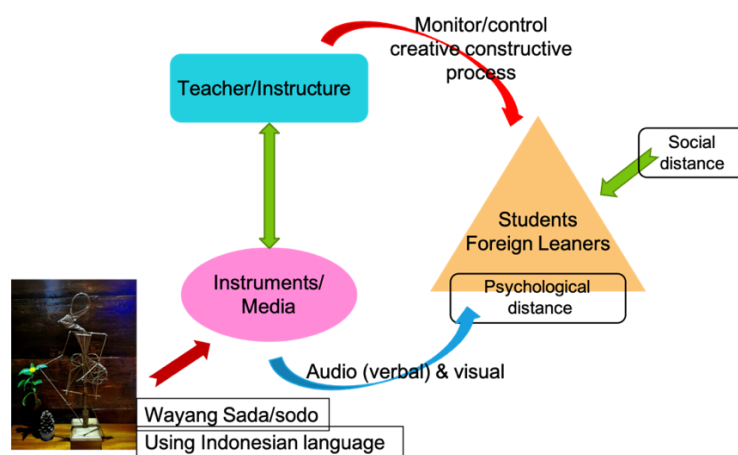 Monitor/control
creative constructive
process
Teacher/Instructure
Social
distance
Students
Foreign Leaner
Instruments/
Media
Psychological
distance
Audio (verbal) & visual
Wayang Sada/sodo
Using Indonesian language